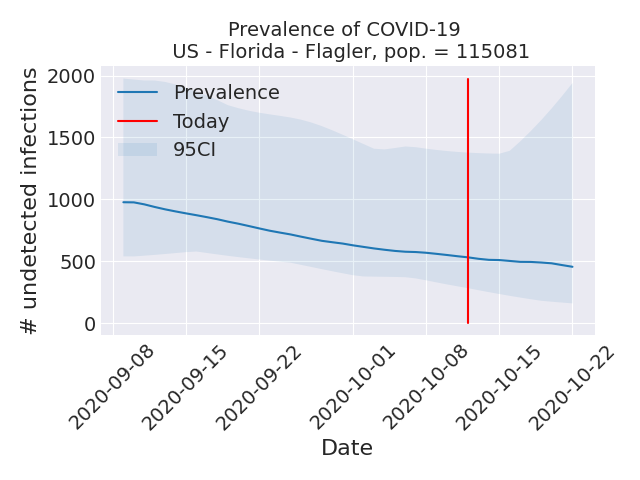 Prevalence of COVID-19
US - Florida - Flagler, pop. = 115081
# undetected infections
2000
1500
1000
500
0
Prevalence
Today
95CI
2020-09-08
2020-09-15
2020-09-22
2020-10-01
2020-10-08
2020-10-15
2020-10-22
Date